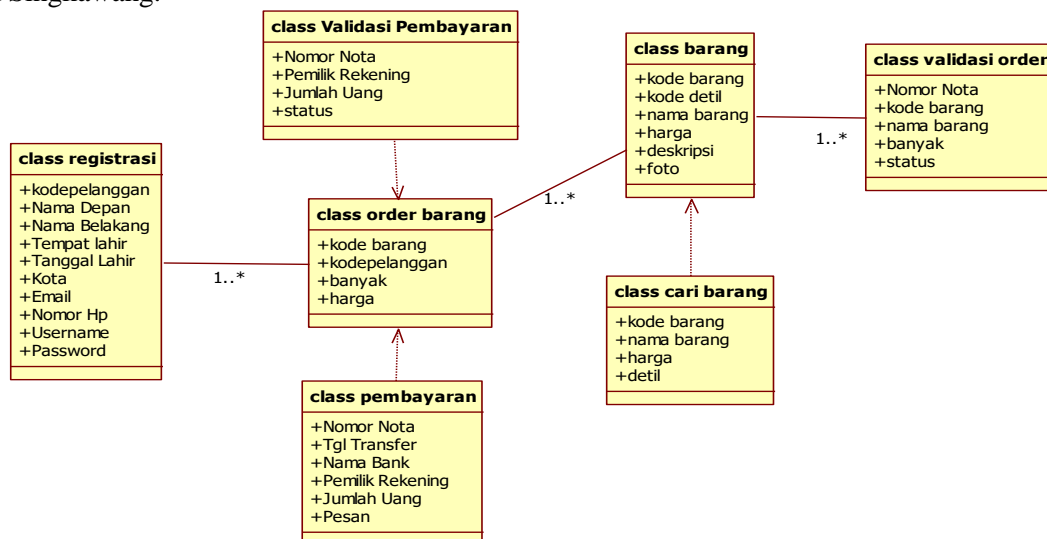 class Validasi Pembayaran
+Nomor Nota
+Pemilik Rekening
+Jumlah Uang
+status
class barang
+kode barang
+kode detil
+nama barang
+harga
+deskripsi
+foto
class validasi order
+Nomor Nota
+kode barang
+nama barang
+banyak
+status
1..*
class registrasi
+kodepelanggan
+Nama Depan
+Nama Belakang
+Tempat lahir
+Tanggal Lahir
+Kota
+Email
+Nomor Hp
+Username
+Password
1..*
class order barang
+kode barang
+kodepelanggan
+banyak
+harga
1..*
class cari barang
+kode barang
+nama barang
+harga
+detil
class pembayaran
+Nomor Nota
+Tgl Transfer
+Nama Bank
+Pemilik Rekening
+Jumlah Uang
+Pesan